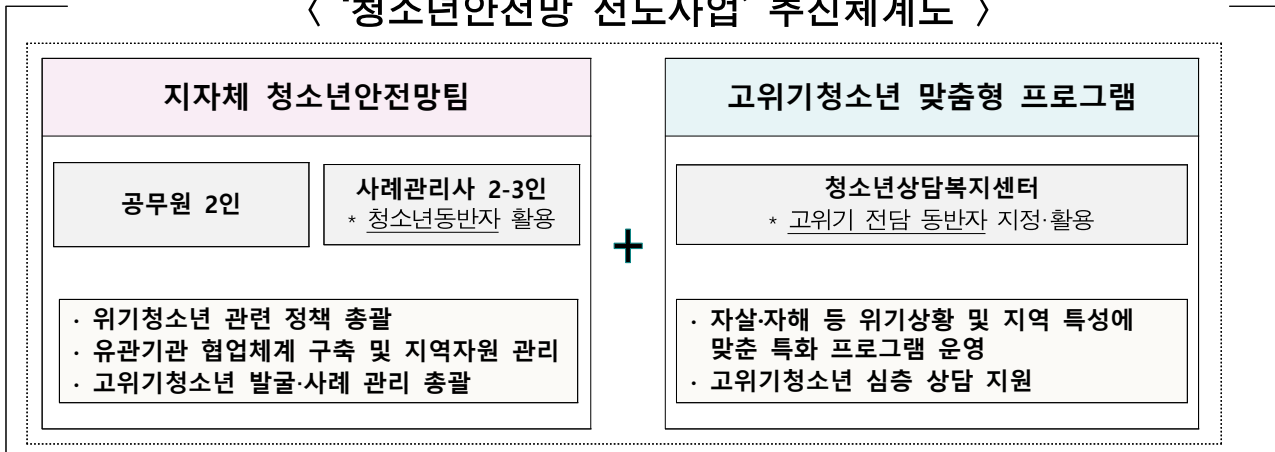 〈 '청소년안전망 선도사업' 추진체계도 〉
지자체 청소년안전망팀
공무원 2인
사례관리사 2-3인
* 청소년동반자 활용
· 위기청소년 관련 정책 총괄
· 유관기관 협업체계 구축 및 지역자원 관리
· 고위기청소년 발굴·사례 관리 총괄
+
고위기청소년 맞춤형 프로그램
청소년상담복지센터
* 고위기 전담 동반자 지정·활용
· 자살·자해 등 위기상황 및 지역 특성에
맞춘 특화 프로그램 운영
· 고위기청소년 심층 상담 지원